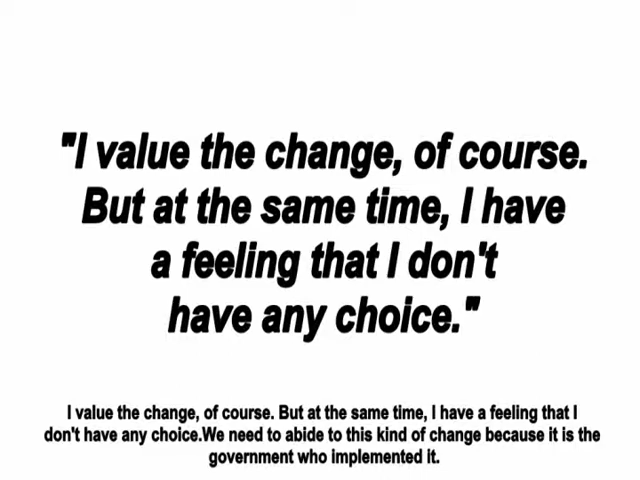 "I value the change, of course.
But at the same time, I have
a feeling that I don't
have any choice."
I value the change, of course. But at the same time, I have a feeling that I
don't have any choice.We need to abide to this kind of change because it is the
government who implemented it.